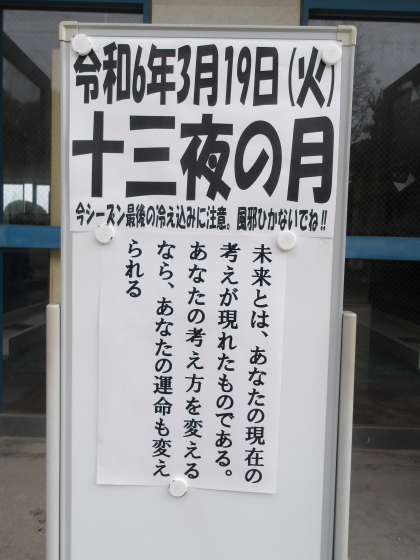 令和6年3月19日(火)
十三夜の月
今シーズン最後の冷え込みに注意。風邪ひかないでね!!
未来とは、あなたの現在の
考えが現れたものである。
あなたの考え方を変える
なら、あなたの運命も変え
られる